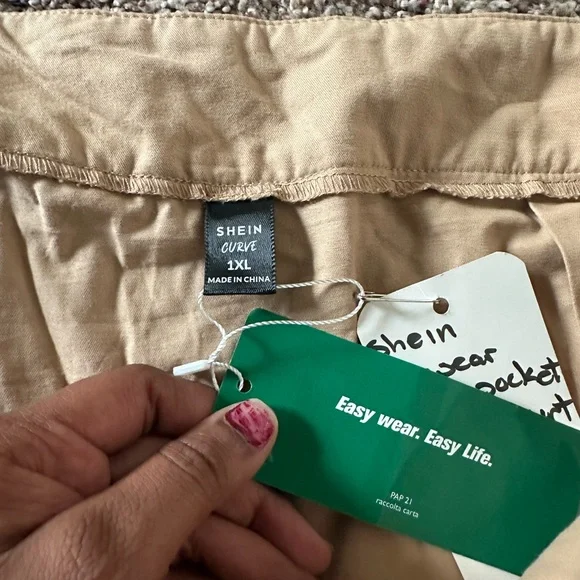 SHEIN
CURVE
1XL
MADE IN CHINA
shein
wear
pocket
Easy wear. Easy Life.
PAP 21
raccolta carta